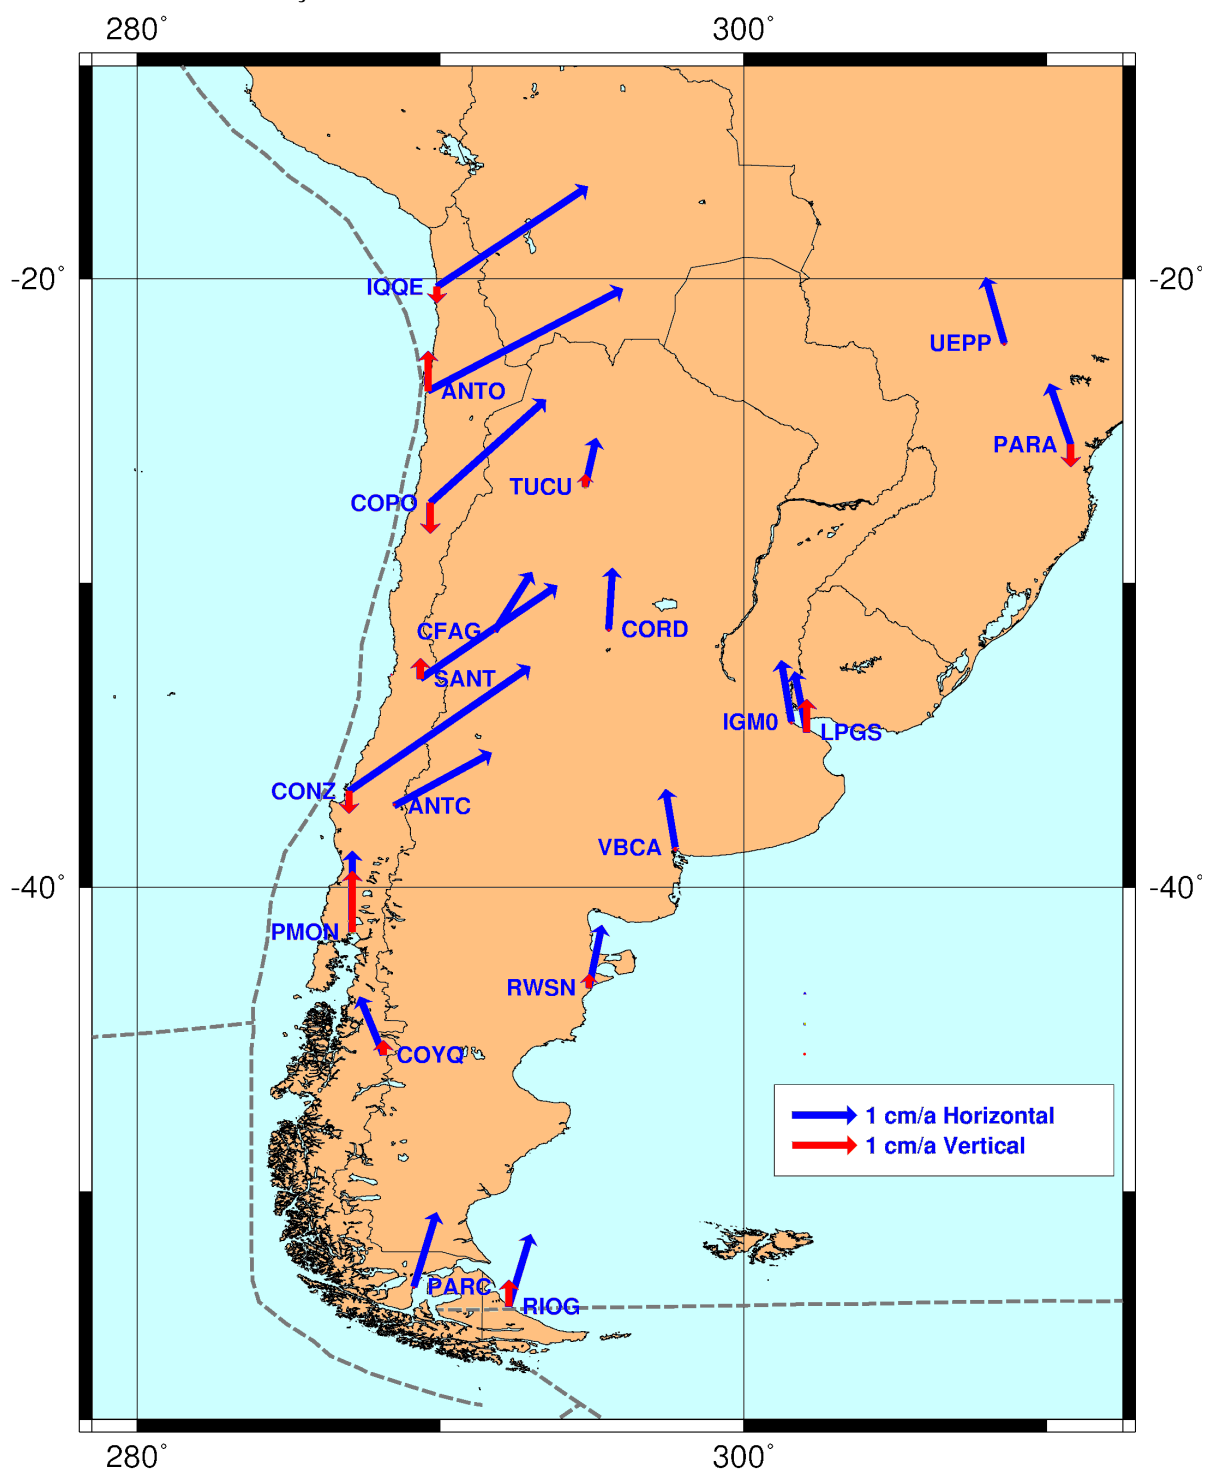 280° 300°
-20° -20°
IQQE
UEPP
ANTO
PARA
TUCU
COPO
CFAG
CORD
SANT
IGM0
LPGS
CONZ
ANTC
VBCA
-40° -40°
PMON
RWSN
COYQ
1 cm/a Horizontal
1 cm/a Vertical
PARC
RIOG
280° 300°